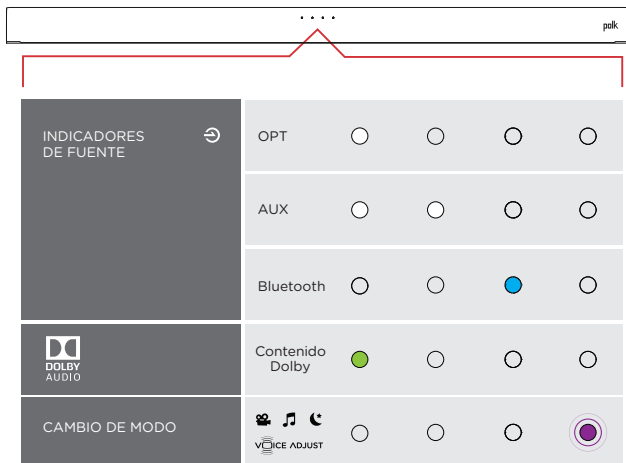 polk
INDICADORES
DE FUENTE
OPT
AUX
Bluetooth
DOLBY
AUDIO
Contenido
Dolby
CAMBIO DE MODO
VOICE ADJUST